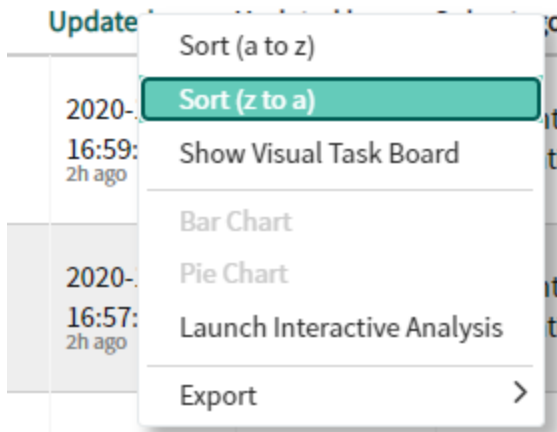 Update
Sort (a to z)
2020-
Sort (z to a)
16:59:
2h ago
Show Visual Task Board
Bar Chart
2020-
Pie Chart
16:57:
2h ago
Launch Interactive Analysis
Export